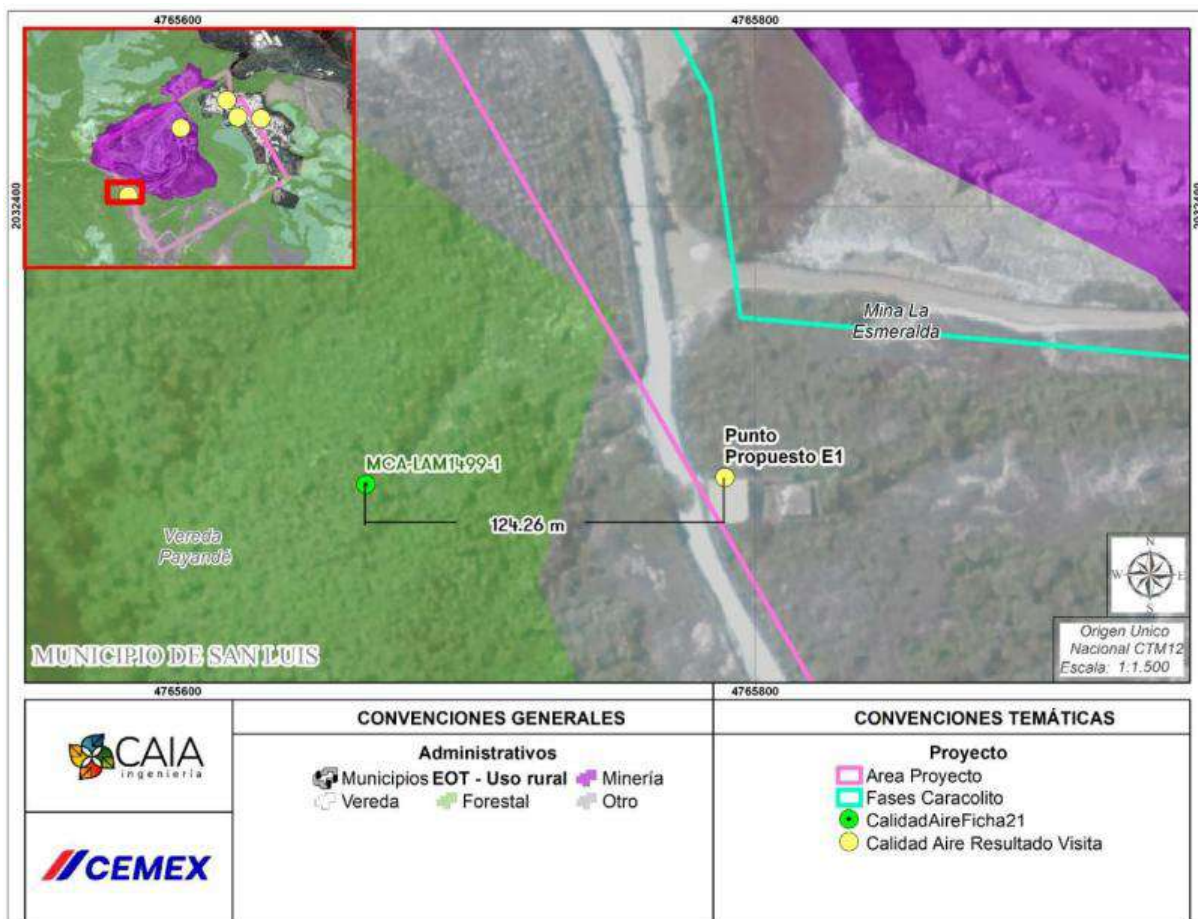 4765600
4765800
2032400
2032400
Mina La
Esmeralda
Punto
Propuesto E1
MCA-LAM1499-1
124.26 m
Vereda
Payandé
N
W
E
S
MUNICIPIO DE SAN LUIS
Origen Unico
Nacional CTM12
Escala: 1:1.500
4765600
4765800
CAIA
ingeniería
CEMEX
CONVENCIONES GENERALES
Administrativos
Municipios EOT - Uso rural Minería
Vereda Forestal Otro
CONVENCIONES TEMÁTICAS
Proyecto
Area Proyecto
Fases Caracolito
CalidadAireFicha21
Calidad Aire Resultado Visita